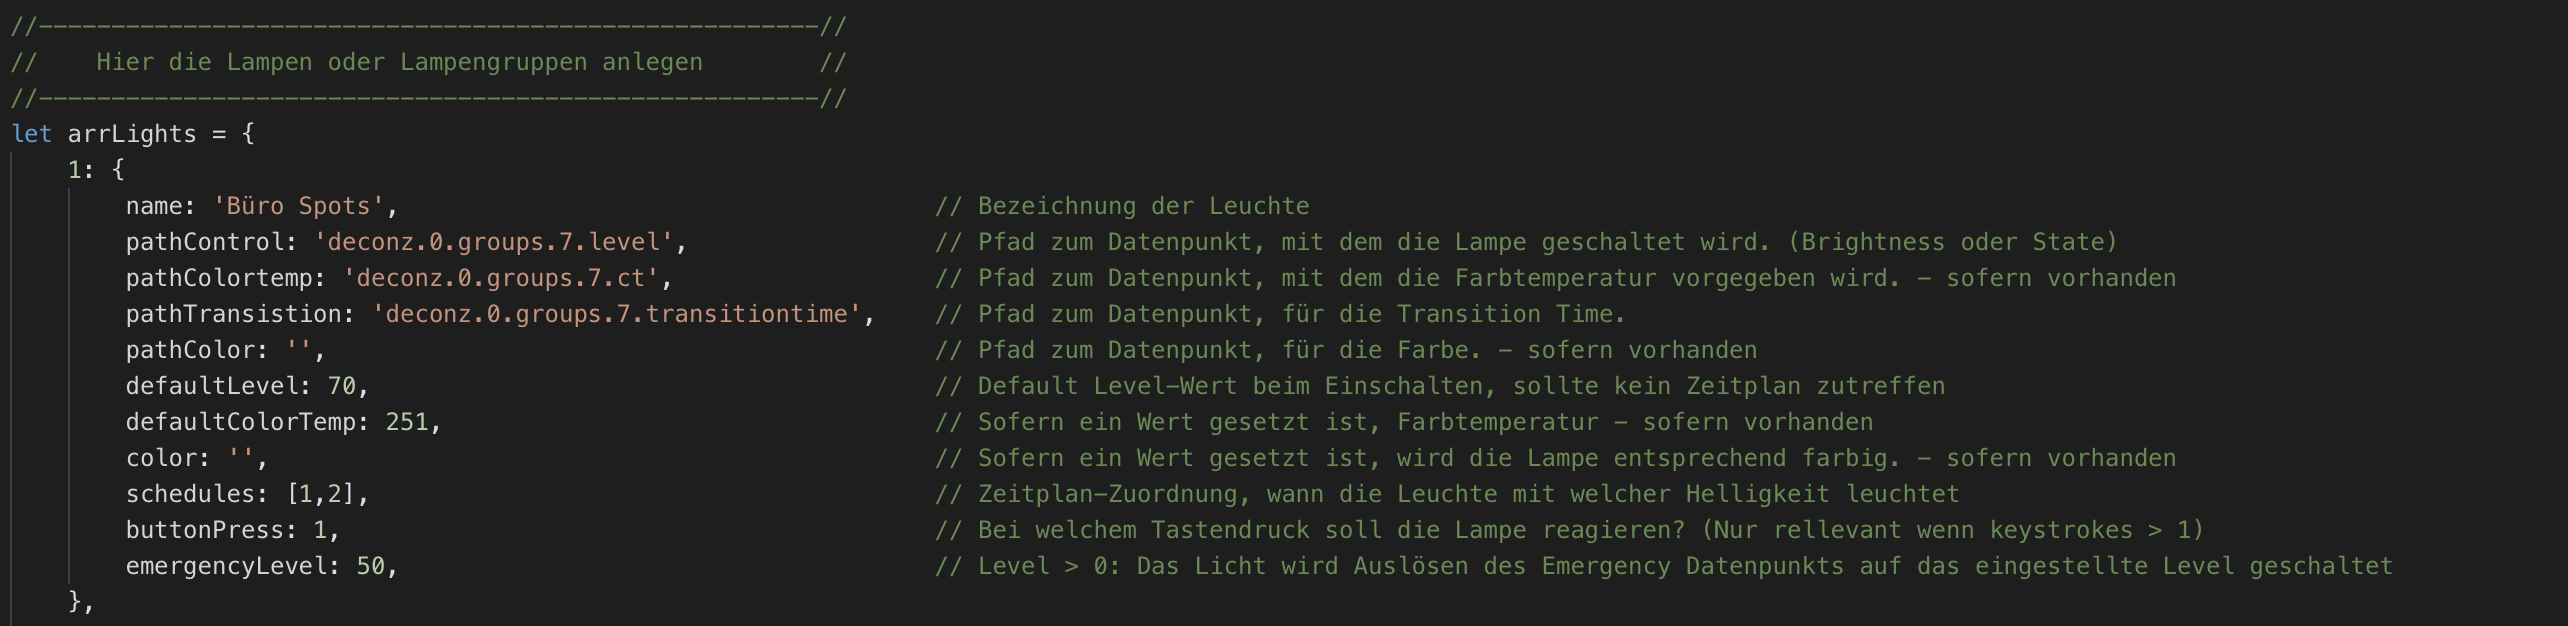 //------------------------------------------------------//
//    Hier die Lampen oder Lampengruppen anlegen        //
//------------------------------------------------------//
let arrLights = {
    1: {
        name: 'Büro Spots',                                     // Bezeichnung der Leuchte
        pathControl: 'deconz.0.groups.7.level',                 // Pfad zum Datenpunkt, mit dem die Lampe geschaltet wird. (Brightness oder State)
        pathColortemp: 'deconz.0.groups.7.ct',                  // Pfad zum Datenpunkt, mit dem die Farbtemperatur vorgegeben wird. - sofern vorhanden
        pathTransistion: 'deconz.0.groups.7.transitiontime',    // Pfad zum Datenpunkt, für die Transition Time.
        pathColor: '',                                          // Pfad zum Datenpunkt, für die Farbe. - sofern vorhanden
        defaultLevel: 70,                                       // Default Level-Wert beim Einschalten, sollte kein Zeitplan zutreffen
        defaultColorTemp: 251,                                  // Sofern ein Wert gesetzt ist, Farbtemperatur - sofern vorhanden
        color: '',                                              // Sofern ein Wert gesetzt ist, wird die Lampe entsprechend farbig. - sofern vorhanden
        schedules: [1,2],                                       // Zeitplan-Zuordnung, wann die Leuchte mit welcher Helligkeit leuchtet
        buttonPress: 1,                                         // Bei welchem Tastendruck soll die Lampe reagieren? (Nur rellevant wenn keystrokes > 1)
        emergencyLevel: 50,                                     // Level > 0: Das Licht wird Auslösen des Emergency Datenpunkts auf das eingestellte Level geschaltet
    },